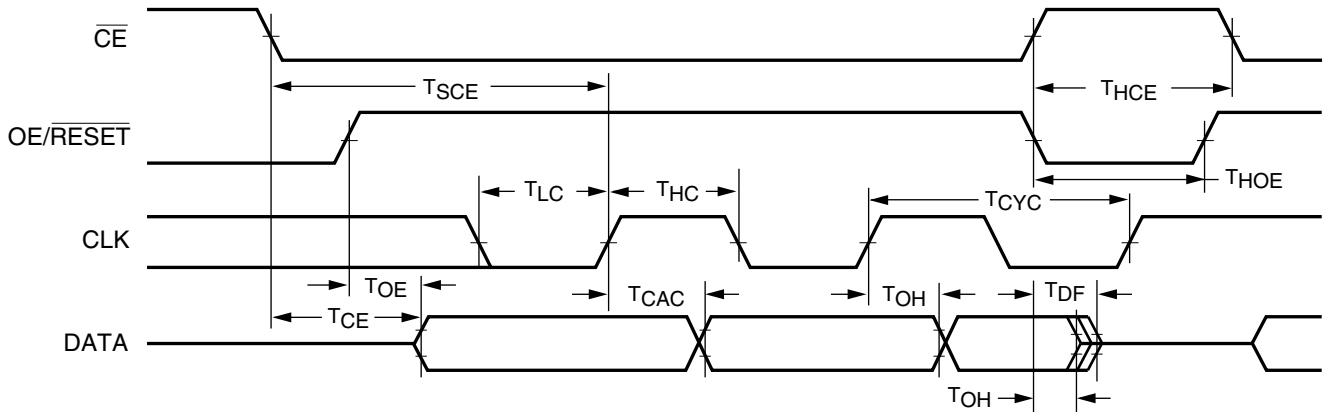 CE
TSCE
THCE
OE/RESET
TLC
THC
TCYC
THOE
CLK
TOE
TCAC
TOH
TDF
TCE
DATA
TOH